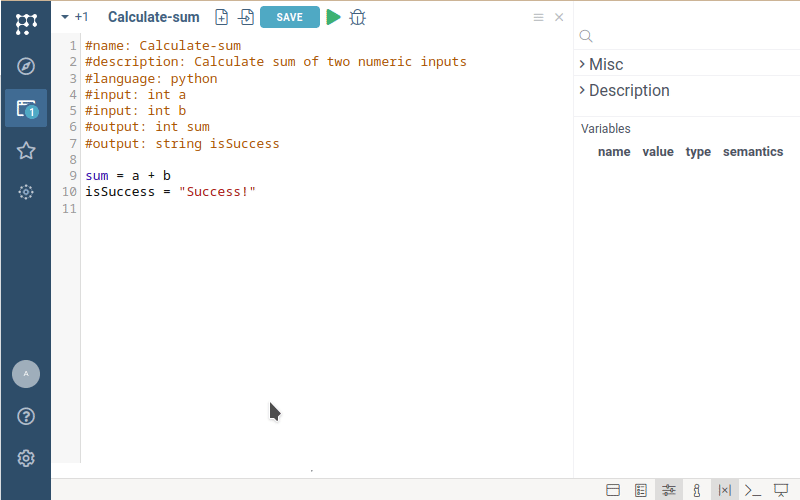 +1 Calculate-sum SAVE
1 #name: Calculate-sum
2 #description: Calculate sum of two numeric inputs
3 #language: python
4 #input: int a
5 #input: int b
6 #output: int sum
7 #output: string isSuccess
8
9 sum = a + b
10 isSuccess = "Success!"
11
1
A
Misc
Description
Variables
name value type semantics
|x|